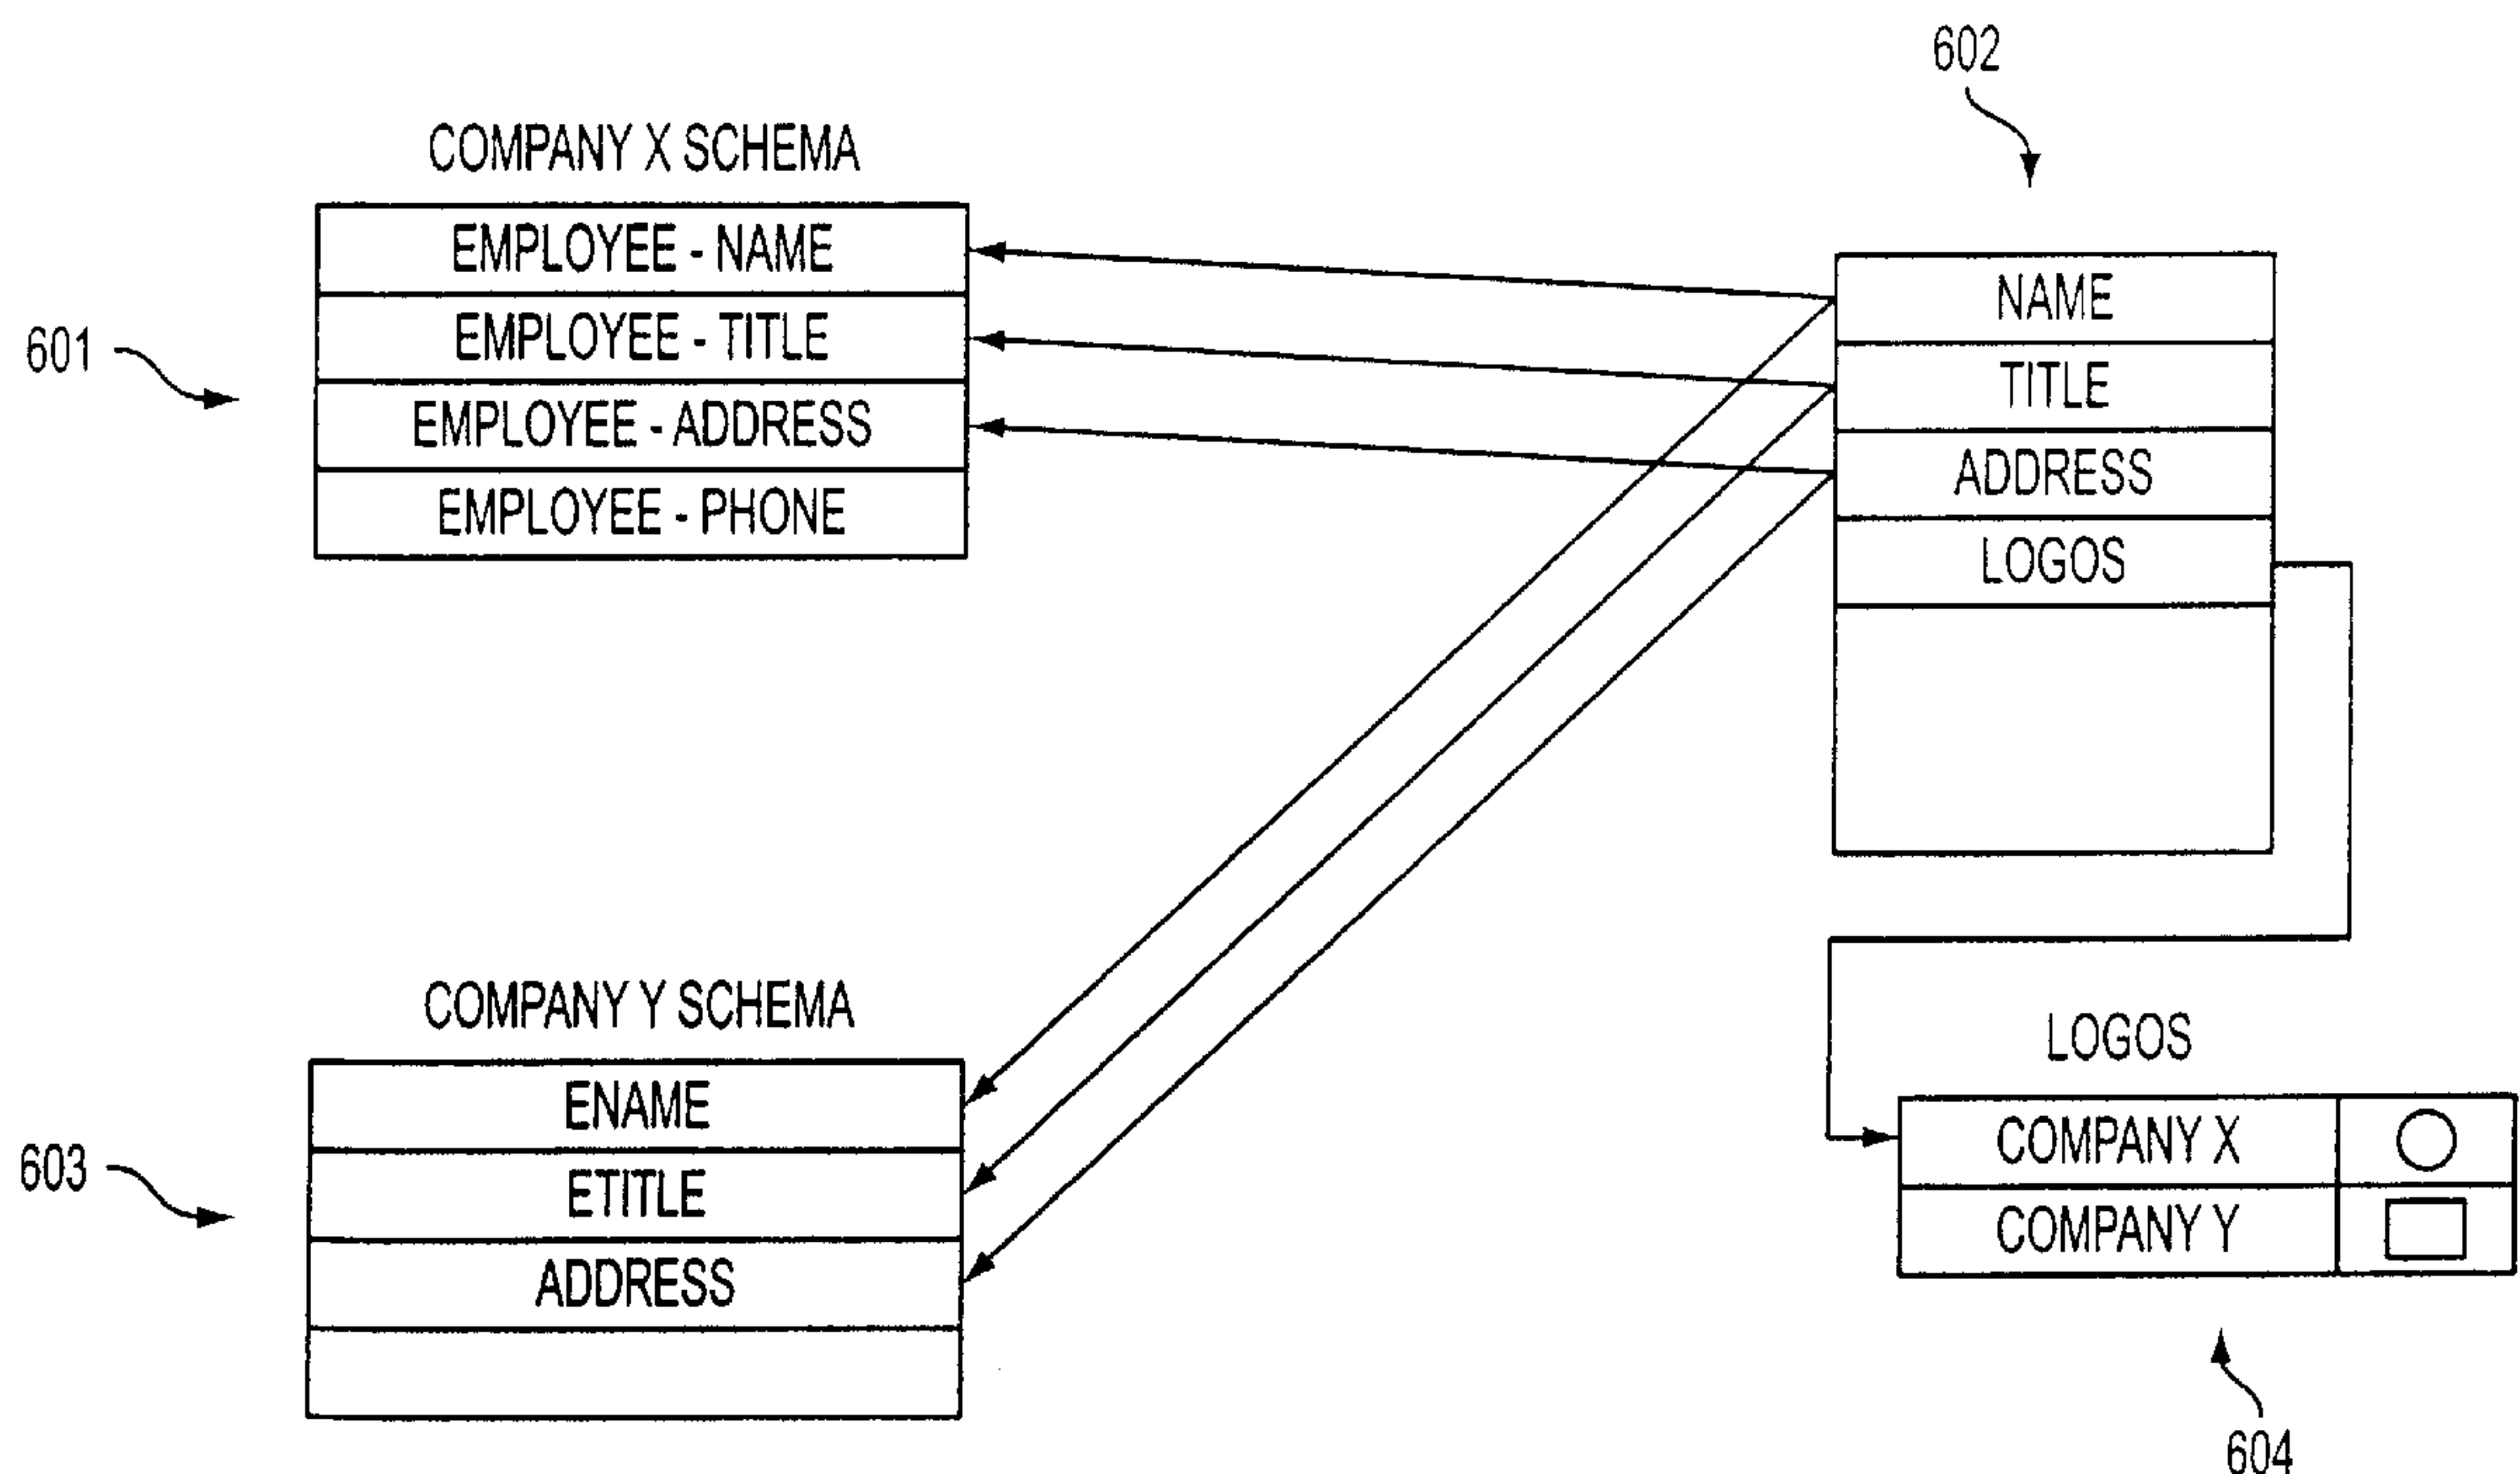 602
COMPANY X SCHEMA
EMPLOYEE - NAME
EMPLOYEE - TITLE
EMPLOYEE - ADDRESS
EMPLOYEE - PHONE
601
NAME
TITLE
ADDRESS
LOGOS
COMPANY Y SCHEMA
ENAME
ETITLE
ADDRESS
603
LOGOS
COMPANY X
COMPANY Y
604